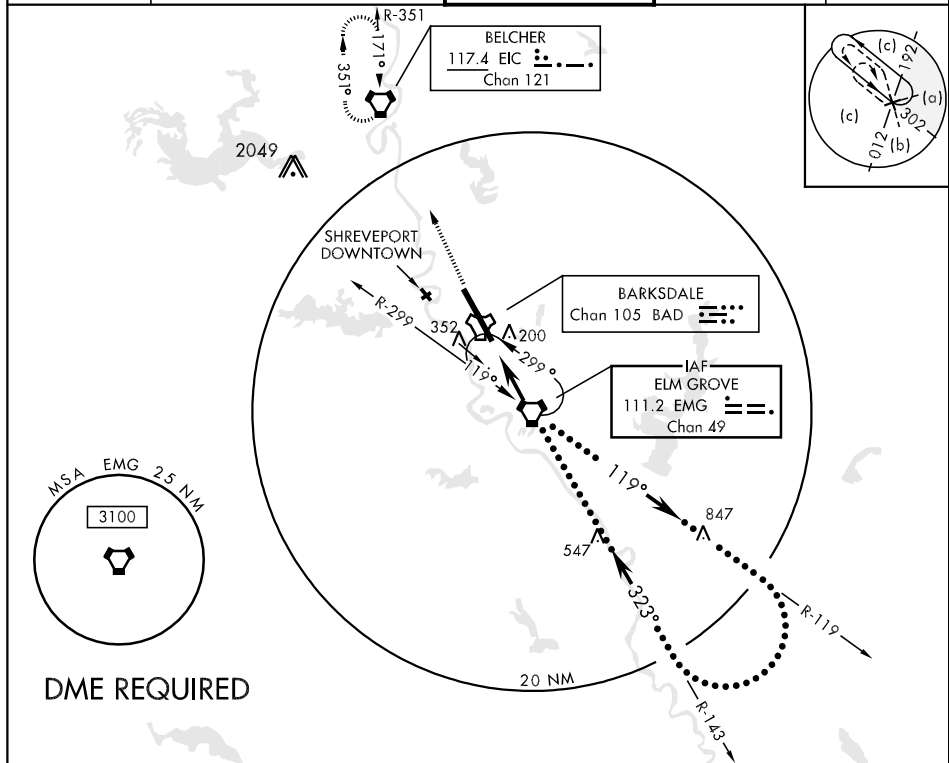 R-351
171°
351°
BELCHER
117.4 EIC
Chan 121
(c)
192
(a)
(c)
302
(b)
012
2049
SHREVEPORT
DOWNTOWN
R-299
352
200
119°
299°
BARKSDALE
Chan 105 BAD
IAF
ELM GROVE
111.2 EMG
Chan 49
MSA EMG 25 NM
3100
119°
847
547
323°
R-119
20 NM
R-143
DME REQUIRED